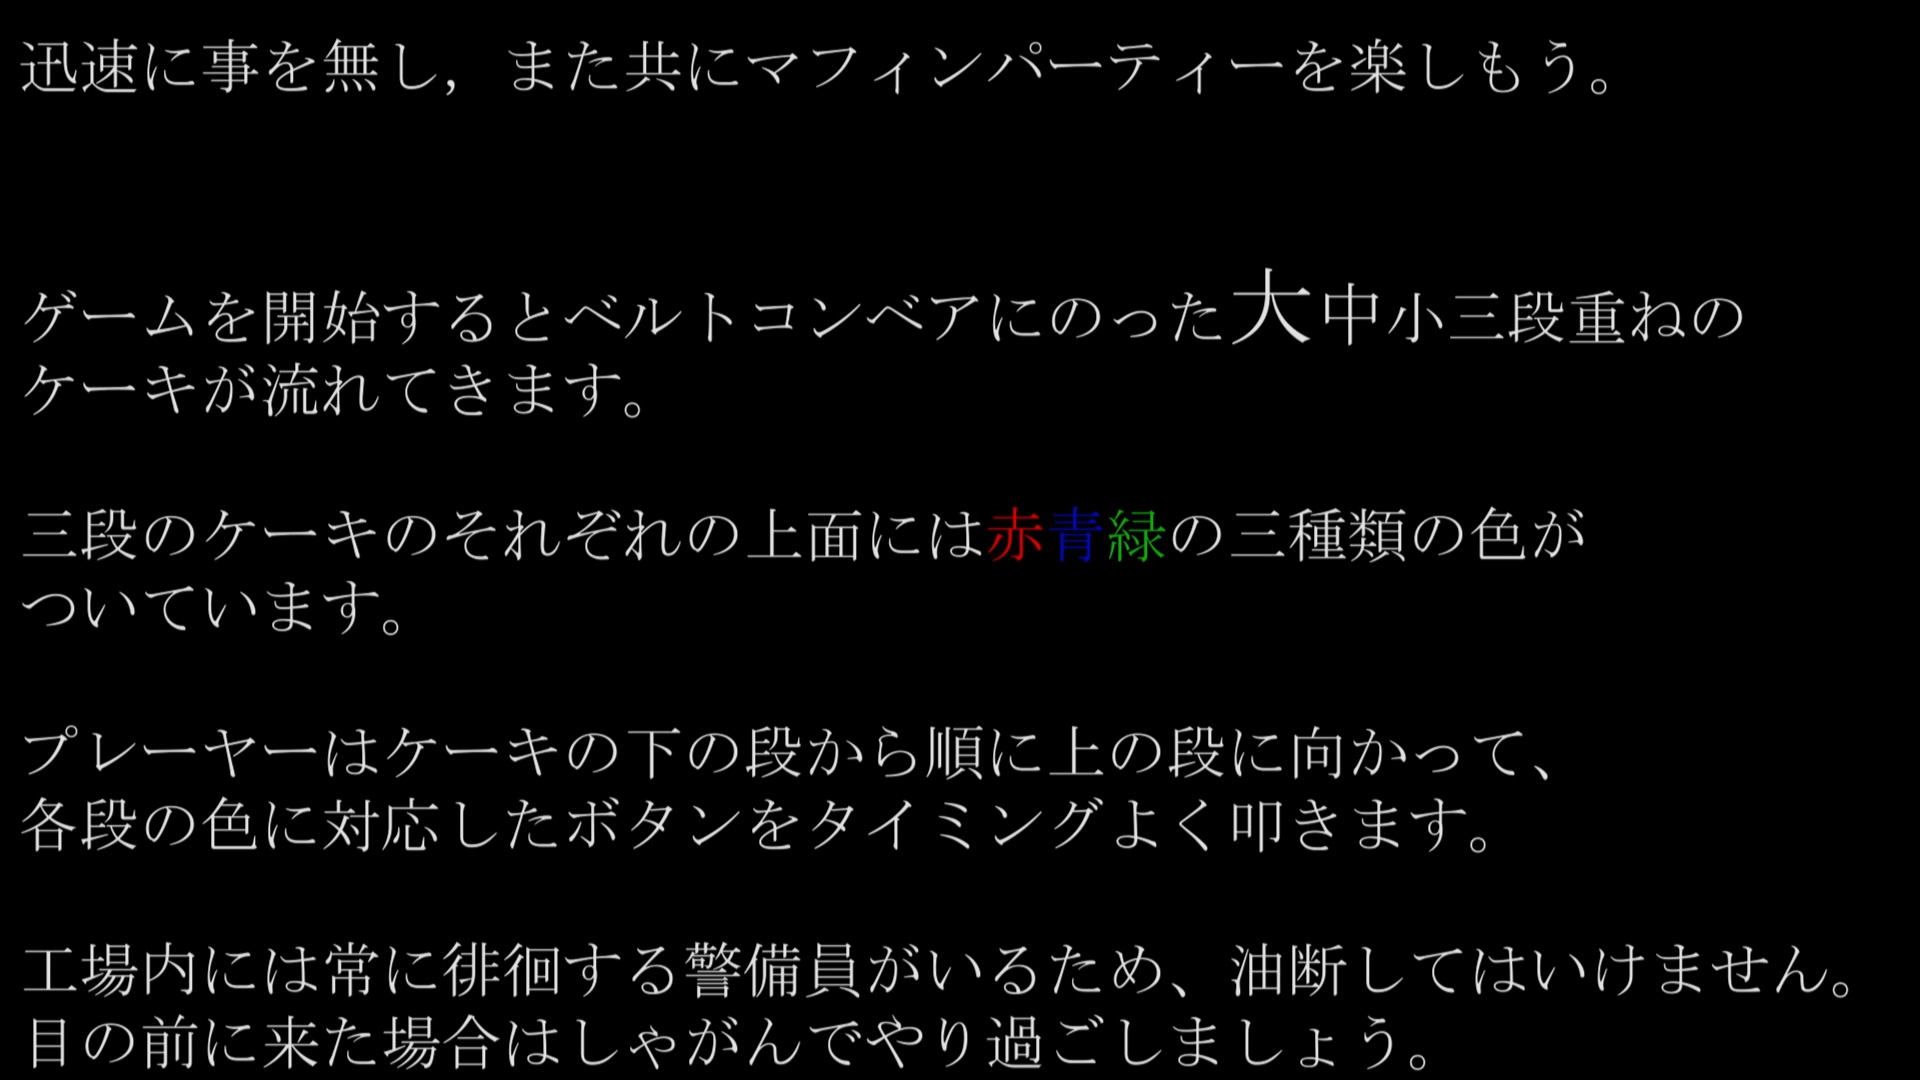 迅速に事を無し，また共にマフィンパーティーを楽しもう。
ゲームを開始するとベルトコンベアにのった大中小三段重ねの
ケーキが流れてきます。
三段のケーキのそれぞれの上面には赤青緑の三種類の色が
ついています。
プレーヤーはケーキの下の段から順に上の段に向かって、
各段の色に対応したボタンをタイミングよく叩きます。
工場内には常に徘徊する警備員がいるため、油断してはいけません。
目の前に来た場合はしゃがんでやり過ごしましょう。